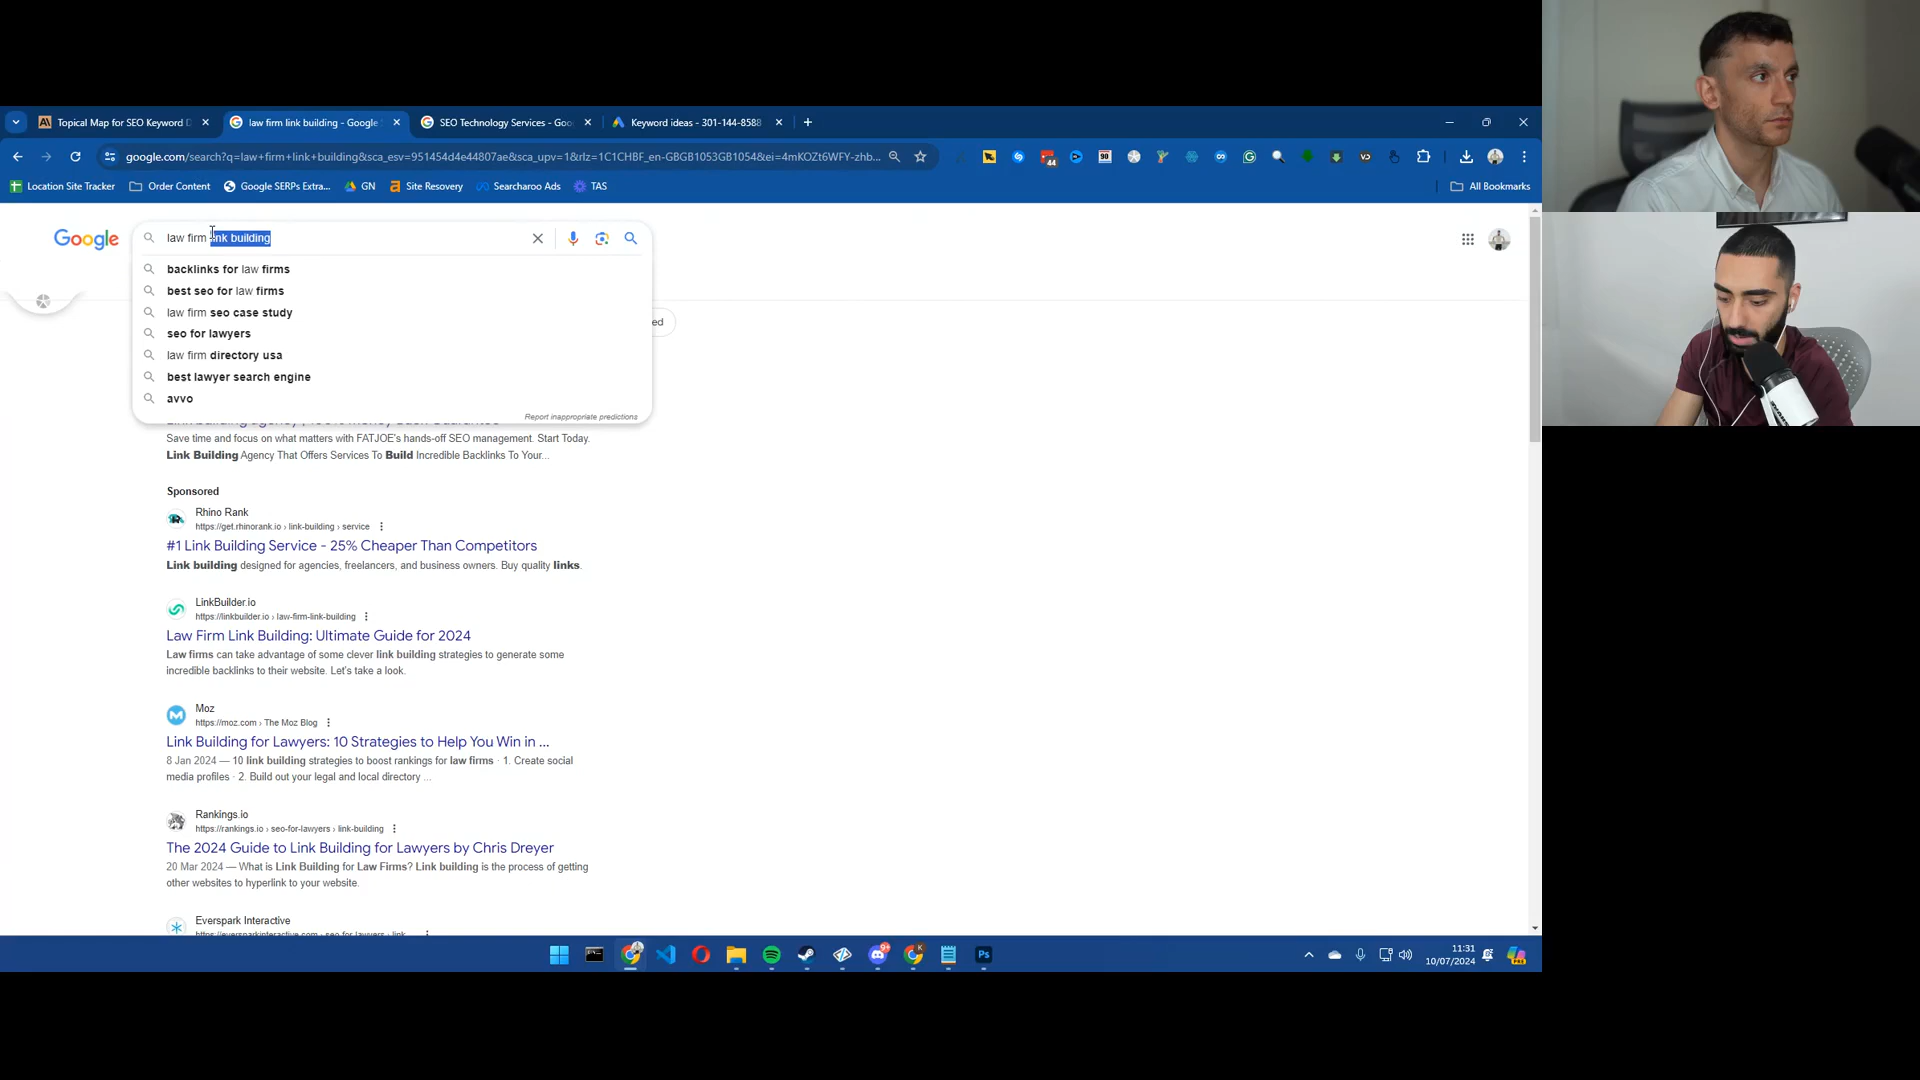 Topical Map for SEO Keyword D
law firm link building - Google S
SEO Technology Services - Goo
Keyword ideas - 301-144-8588
google.com/search?q=law+firm+link+building&sca_esv=951454d4e44807ae&sca_upv=1&rlz=1C1CHBF_en-GBGB1053GB1054&ei=4mKOZt6WFY-zhb...
44
90
Location Site Tracker
Order Content
Google SERPs Extra...
GN
Site Recovery
Searcharoo Ads
TAS
All Bookmarks
Google
law firm link building
backlinks for law firms
best seo for law firms
law firm seo case study
seo for lawyers
ed
law firm directory usa
best lawyer search engine
avvo
Report inappropriate predictions
Save time and focus on what matters with FATJOE's hands-off SEO management. Start Today.
Link Building Agency That Offers Services To Build Incredible Backlinks To Your...
Sponsored
Rhino Rank
https://get.rhinorank.io › link-building › service
#1 Link Building Service - 25% Cheaper Than Competitors
Link building designed for agencies, freelancers, and business owners. Buy quality links.
LinkBuilder.io
https://linkbuilder.io › law-firm-link-building
Law Firm Link Building: Ultimate Guide for 2024
Law firms can take advantage of some clever link building strategies to generate some
incredible backlinks to their website. Let's take a look.
Moz
https://moz.com › The Moz Blog
Link Building for Lawyers: 10 Strategies to Help You Win in ...
8 Jan 2024 — 10 link building strategies to boost rankings for law firms · 1. Create social
media profiles · 2. Build out your legal and local directory ...
Rankings.io
https://rankings.io › seo-for-lawyers › link-building
The 2024 Guide to Link Building for Lawyers by Chris Dreyer
20 Mar 2024 — What is Link Building for Law Firms? Link building is the process of getting
other websites to hyperlink to your website.
Everspark Interactive
https://eversparkinteractive.com › seo-for-lawyers › link
9+
K
Ps
11:31
10/07/2024
PRE